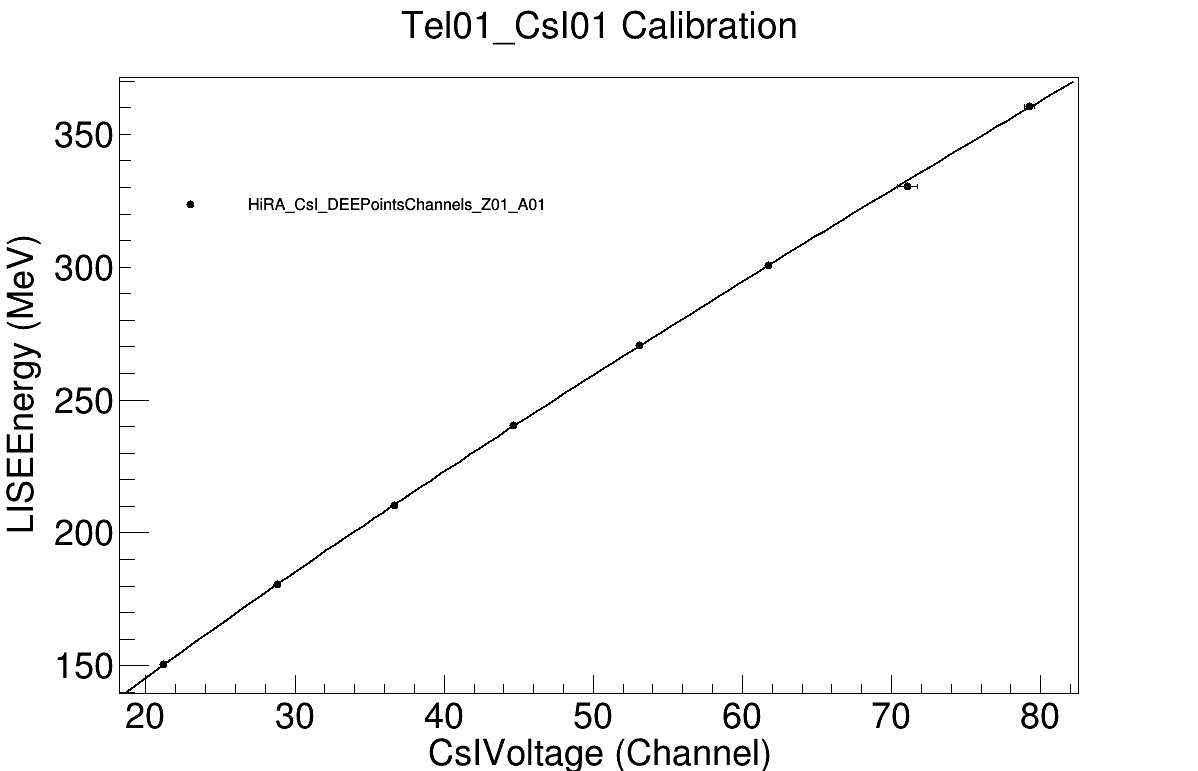 Tel01_CsI01 Calibration
350
HiRA_CsI_DEEPointsChannels_Z01_A01
300
250
200
150
LISEEnergy (MeV)
20 30 40 50 60 70 80
CsIVoltage (Channel)